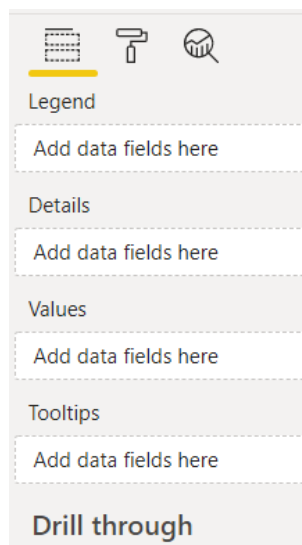 Legend
Add data fields here
Details
Add data fields here
Values
Add data fields here
Tooltips
Add data fields here
Drill through